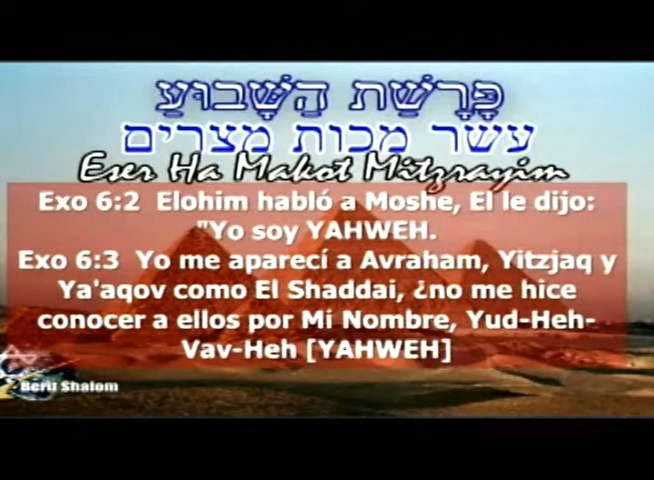 פָּרָשַׁת הַשָּׁבוּעַ
עשר מכות מצרים
Eser Ha Makot Mitzrayim
Exo 6:2 Elohim habló a Moshe, El le dijo:
"Yo soy YAHWEH.
Exo 6:3 Yo me aparecí a Avraham, Yitzjaq y
Ya'aqov como El Shaddai, ¿no me hice
conocer a ellos por Mí Nombre, Yud-Heh-
Vav-Heh [YAHWEH]
Berit Shalom